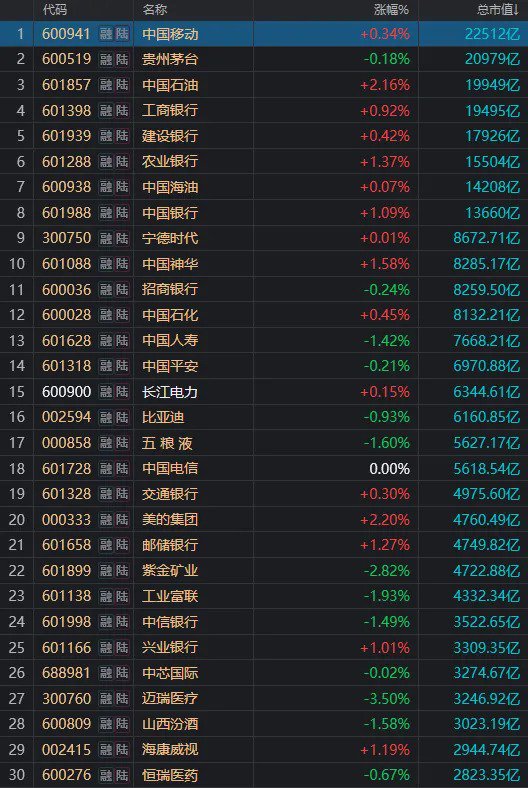 代码 名称 涨幅% 总市值↓
1 600941 融 陆 中国移动 +0.34% 22512亿
2 600519 融 陆 贵州茅台 -0.18% 20979亿
3 601857 融 陆 中国石油 +2.16% 19949亿
4 601398 融 陆 工商银行 +0.92% 19495亿
5 601939 融 陆 建设银行 +0.42% 17926亿
6 601288 融 陆 农业银行 +1.37% 15504亿
7 600938 融 陆 中国海油 +0.07% 14208亿
8 601988 融 陆 中国银行 +1.09% 13660亿
9 300750 融 陆 宁德时代 +0.01% 8672.71亿
10 601088 融 陆 中国神华 +1.58% 8285.17亿
11 600036 融 陆 招商银行 -0.24% 8259.50亿
12 600028 融 陆 中国石化 +0.45% 8132.21亿
13 601628 融 陆 中国人寿 -1.42% 7668.21亿
14 601318 融 陆 中国平安 -0.21% 6970.88亿
15 600900 融 陆 长江电力 +0.15% 6344.61亿
16 002594 融 陆 比亚迪 -0.93% 6160.85亿
17 000858 融 陆 五 粮 液 -1.60% 5627.17亿
18 601728 融 陆 中国电信 0.00% 5618.54亿
19 601328 融 陆 交通银行 +0.30% 4975.60亿
20 000333 融 陆 美的集团 +2.20% 4760.49亿
21 601658 融 陆 邮储银行 +1.27% 4749.82亿
22 601899 融 陆 紫金矿业 -2.82% 4722.88亿
23 601138 融 陆 工业富联 -1.93% 4332.34亿
24 601998 融 陆 中信银行 -1.49% 3522.65亿
25 601166 融 陆 兴业银行 +1.01% 3309.35亿
26 688981 融 陆 中芯国际 -0.02% 3274.67亿
27 300760 融 陆 迈瑞医疗 -3.50% 3246.92亿
28 600809 融 陆 山西汾酒 -1.58% 3023.19亿
29 002415 融 陆 海康威视 +1.19% 2944.74亿
30 600276 融 陆 恒瑞医药 -0.67% 2823.35亿